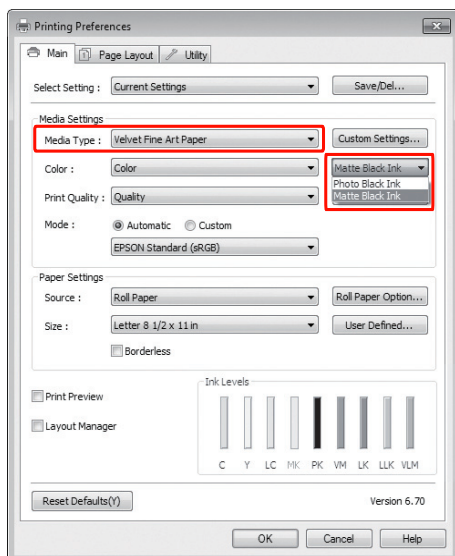 Printing Preferences
Main Page Layout Utility
Select Setting : Current Settings Save/Del...
Media Settings
Media Type : Velvet Fine Art Paper Custom Settings...
Color : Color Matte Black Ink
Photo Black Ink
Print Quality : Quality Matte Black Ink
Mode : Automatic Custom
EPSON Standard (sRGB)
Paper Settings
Source : Roll Paper Roll Paper Option...
Size : Letter 8 1/2 x 11 in User Defined...
Borderless
Ink Levels
Print Preview
Layout Manager
C Y LC MK PK VM LK LLK VLM
Reset Defaults(Y) Version 6.70
OK Cancel Help